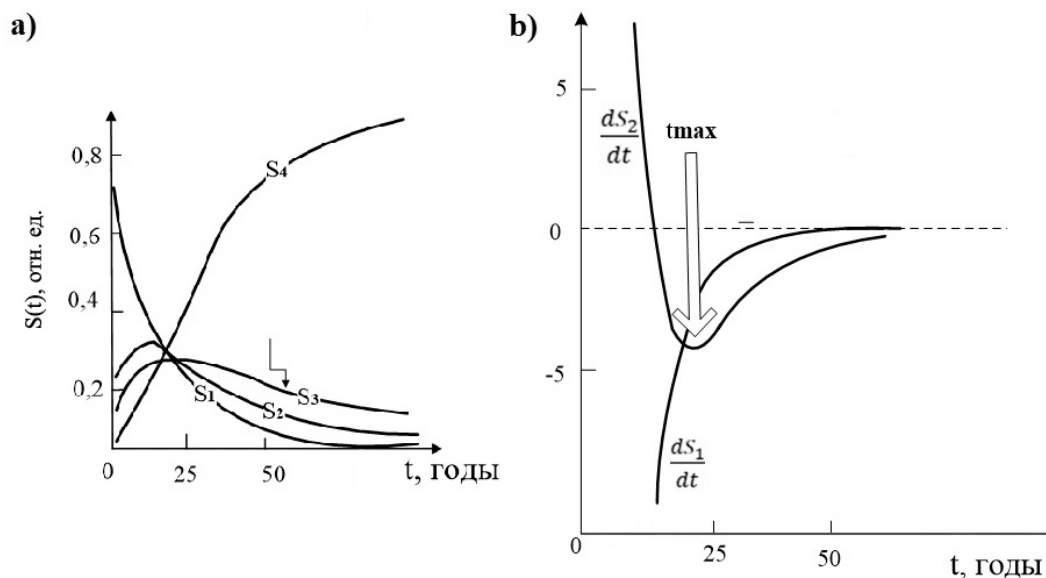 a)
S(t), отн. ед.
0,8
0,6
0,4
0,2
0
25
50
t, годы
S₄
S₁
S₂
S₃
b)
5
0
-5
0
25
50
t, годы
dS₂
dt
tmax
dS₁
dt